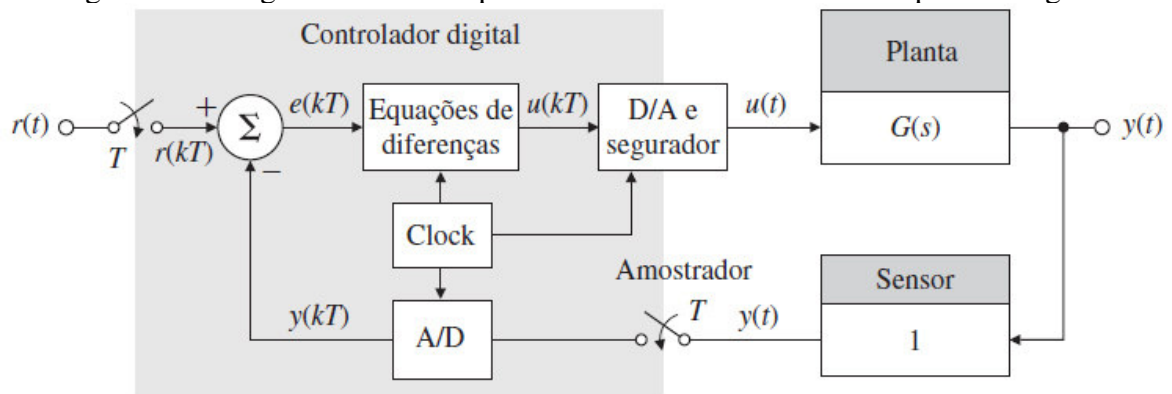 Controlador digital
Planta
r(t)
T
r(kT)
+
Σ
−
e(kT)
Equações de
diferenças
u(kT)
D/A e
segurador
u(t)
G(s)
y(t)
Clock
Amostrador
Sensor
y(kT)
A/D
T
y(t)
1